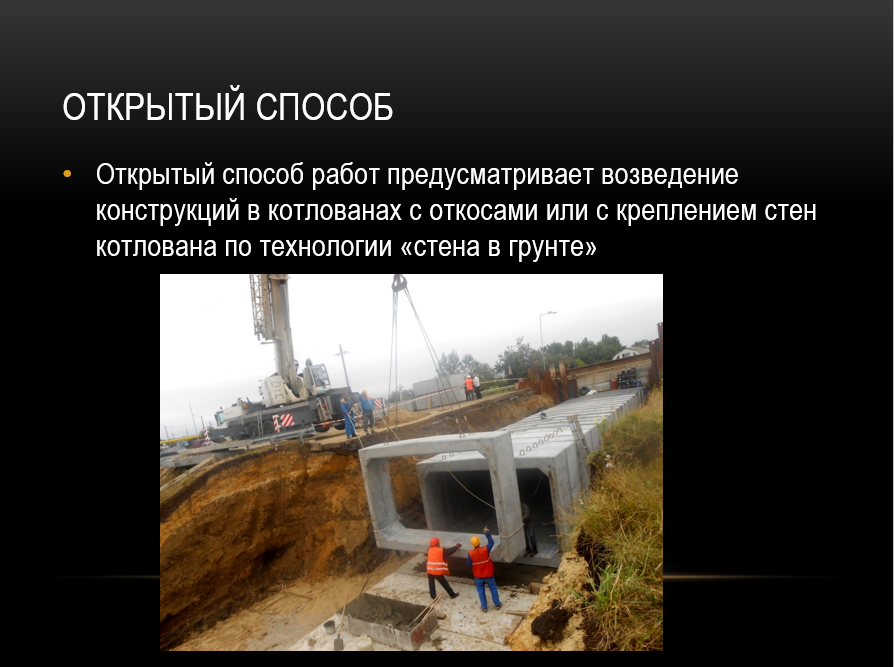 ОТКРЫТЫЙ СПОСОБ
• Открытый способ работ предусматривает возведение
конструкций в котлованах с откосами или с креплением стен
котлована по технологии «стена в грунте»